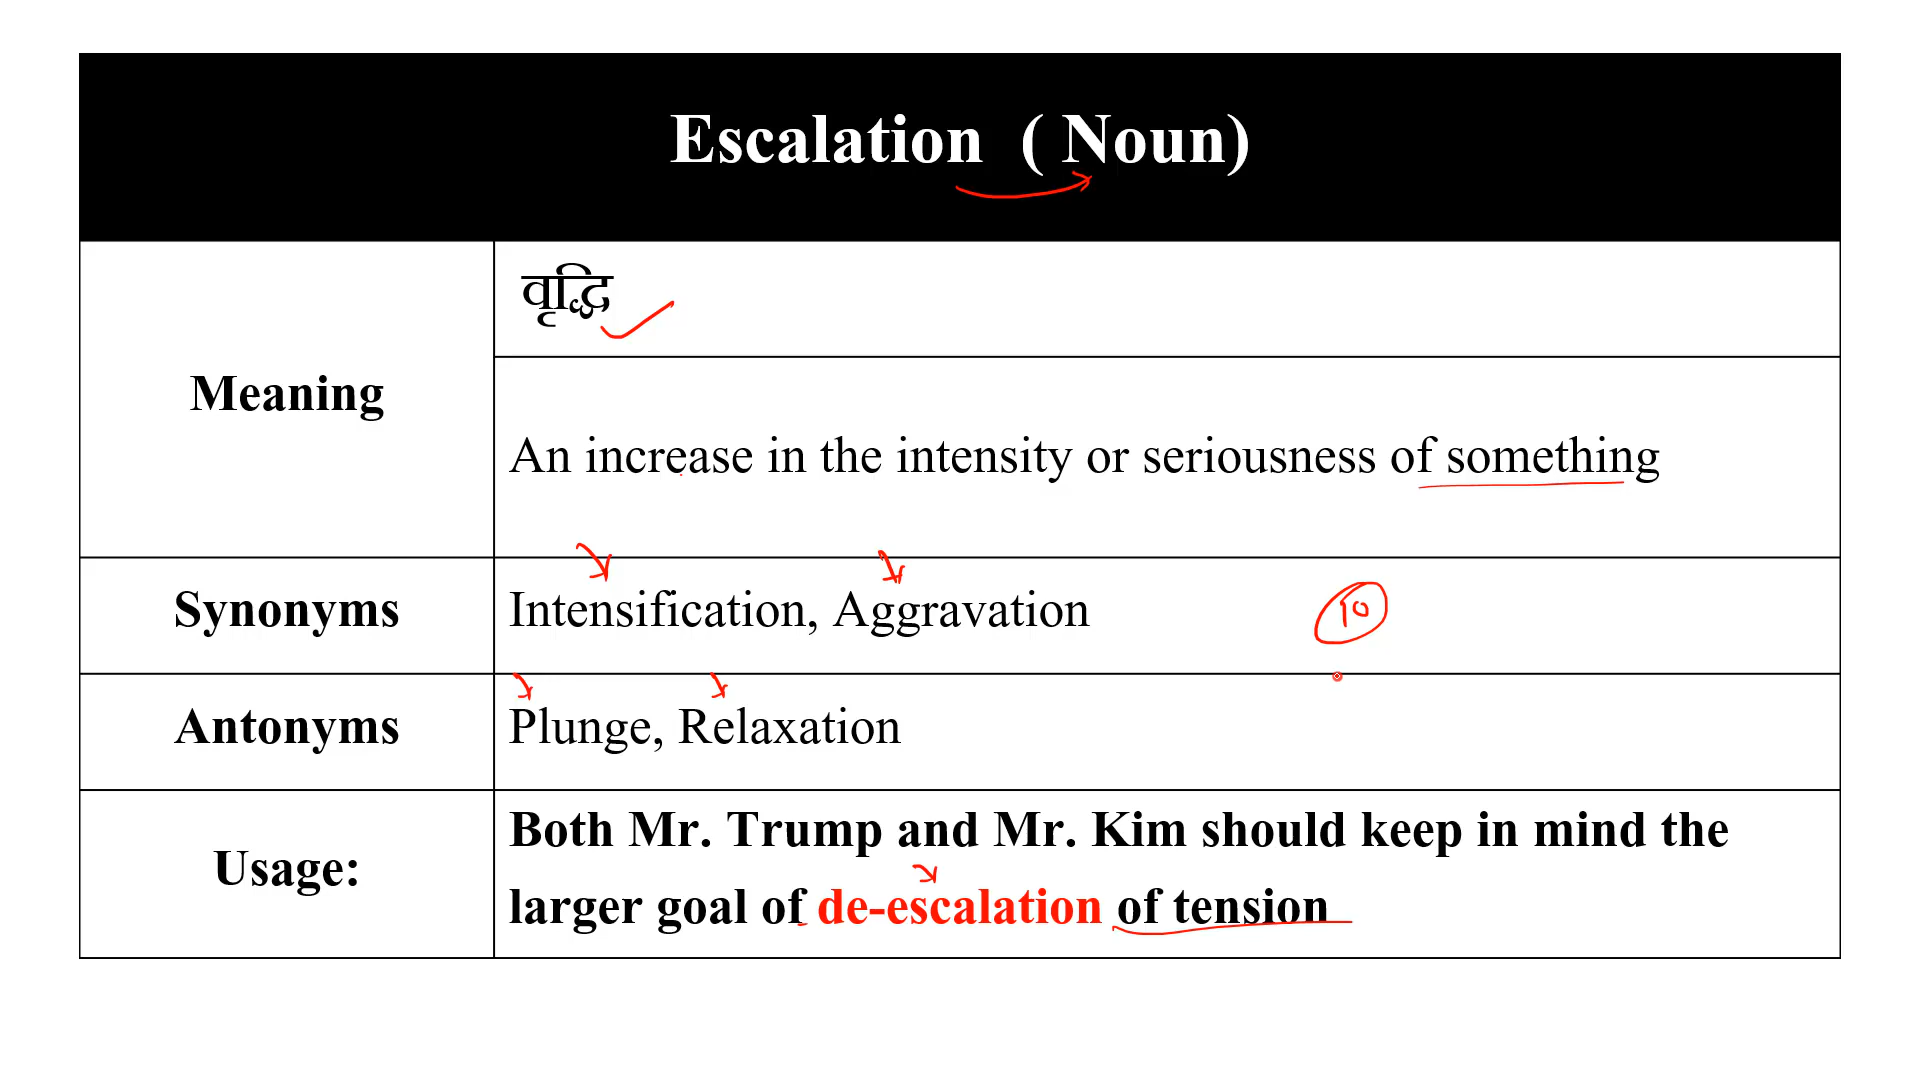 Escalation ( Noun)
वृद्धि
Meaning
An increase in the intensity or seriousness of something
Synonyms
Intensification, Aggravation
10
Antonyms
Plunge, Relaxation
Usage:
Both Mr. Trump and Mr. Kim should keep in mind the
larger goal of de-escalation of tension